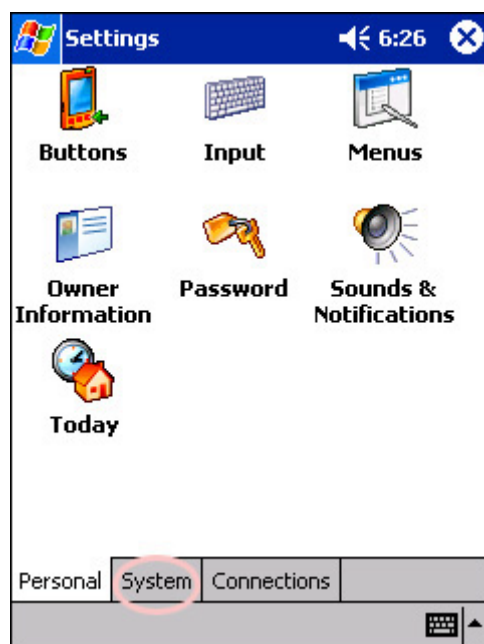 Settings 6:26
Buttons Input Menus
Owner Information Password Sounds & Notifications
Today
Personal System Connections